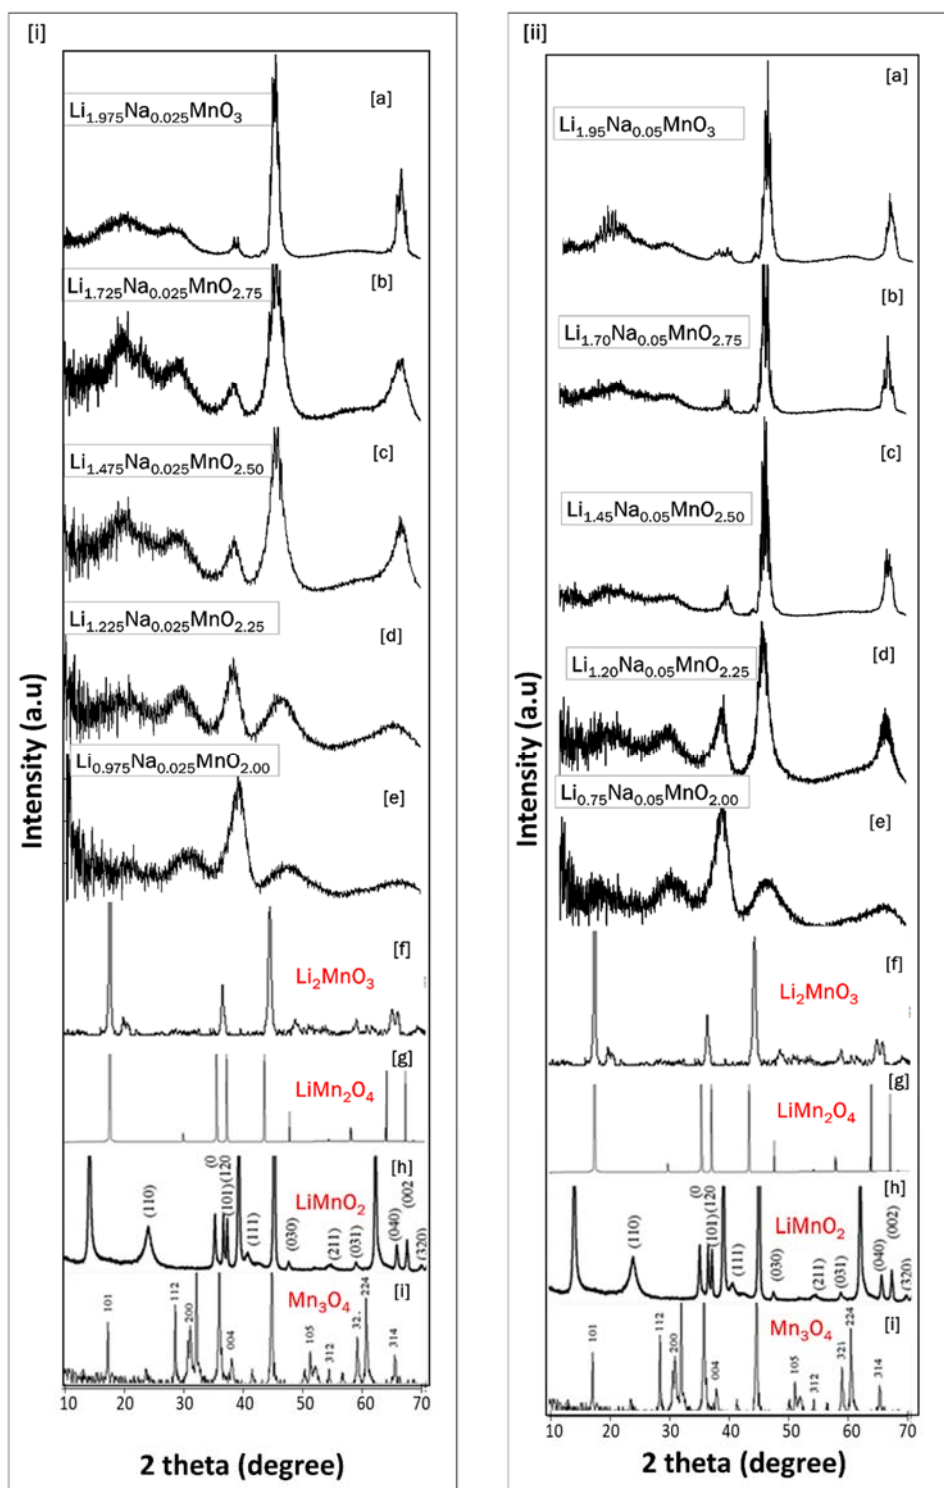 [i]
[a]
Li1.975Na0.025MnO3
[b]
Li1.725Na0.025MnO2.75
[c]
Li1.475Na0.025MnO2.50
Li1.225Na0.025MnO2.25
[d]
Li0.975Na0.025MnO2.00
[e]
[f]
Li2MnO3
[g]
LiMn2O4
[h]
LiMnO2
(110)
(0
(101)
(120
(111)
(030)
(211)
(031)
(040)
(002
(320)
[i]
Mn3O4
101
112
200
004
105
312
32.
224
314
10 20 30 40 50 60 70
2 theta (degree)
Intensity (a.u)
[ii]
[a]
Li1.95Na0.05MnO3
[b]
Li1.70Na0.05MnO2.75
[c]
Li1.45Na0.05MnO2.50
[d]
Li1.20Na0.05MnO2.25
Li0.75Na0.05MnO2.00
[e]
[f]
Li2MnO3
[g]
LiMn2O4
[h]
LiMnO2
(110)
(0
(101)
(120
(111)
(030)
(211)
(031)
(040)
(002)
(320)
[i]
Mn3O4
101
112
200
004
105
312
321
224
314
10 20 30 40 50 60 70
2 theta (degree)
Intensity (a.u)